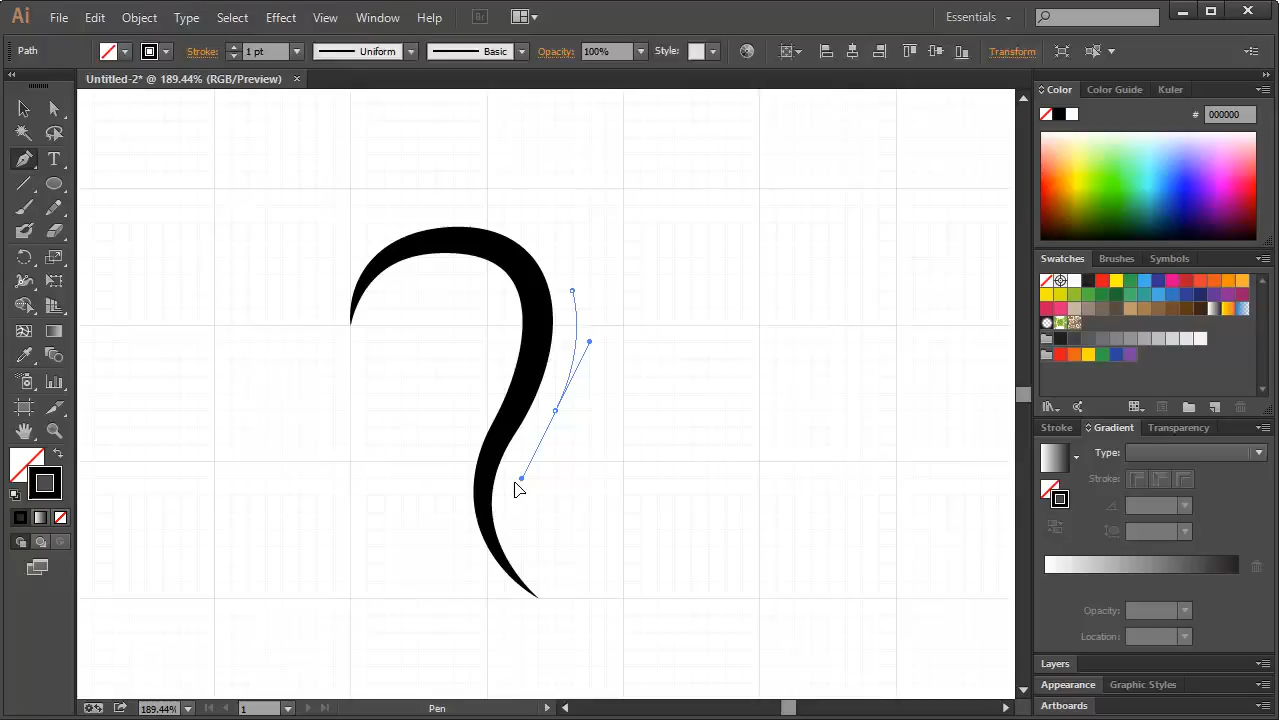 Ai File Edit Object Type Select Effect View Window Help Br Essentials
Path Stroke: 1 pt Uniform Basic Opacity: 100% Style: Transform
Untitled-2* @ 189.44% (RGB/Preview)
Color Color Guide Kuler
# 000000
T
Swatches Brushes Symbols
Stroke Gradient Transparency
Type:
Stroke:
Opacity:
Location:
Layers
Appearance Graphic Styles
Artboards
189.44% 1 Pen